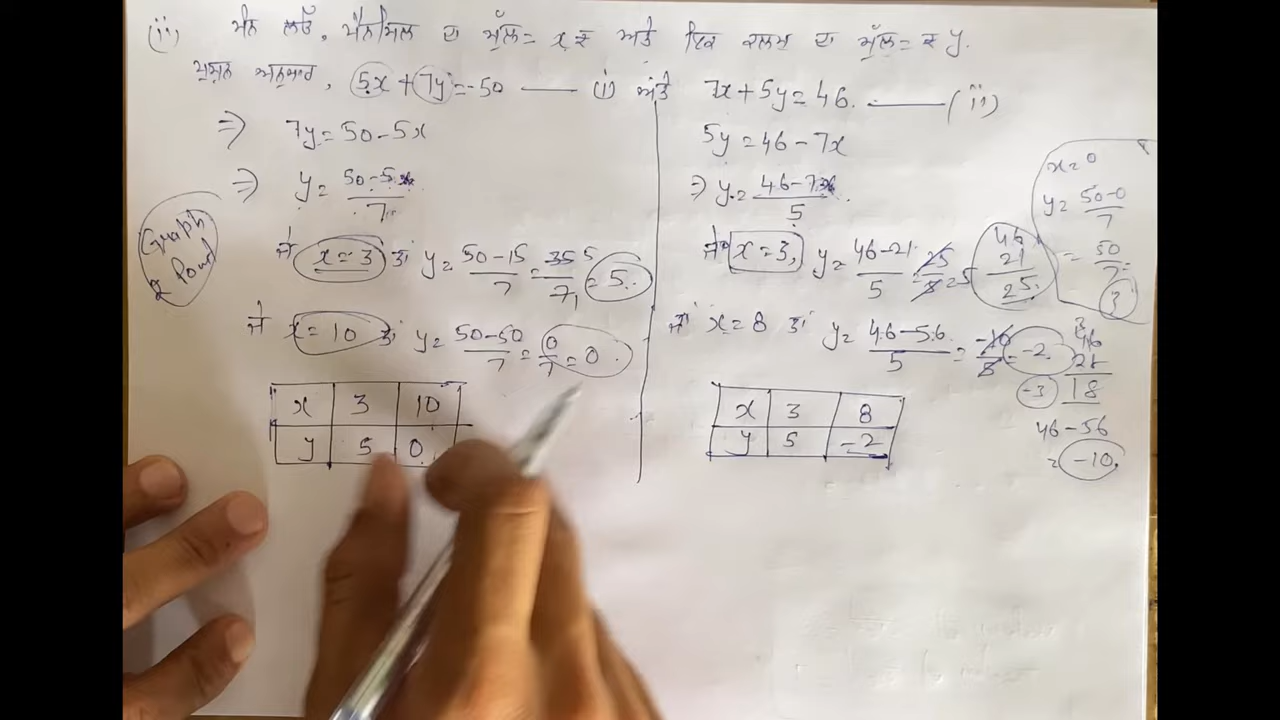 (ii) ਮੰਨ ਲਓ, ਪੈਨਸਿਲ ਦਾ ਮੁੱਲ = x ₹ ਅਤੇ ਇਕ ਕਲਮ ਦਾ ਮੁੱਲ = ₹ y.
ਪ੍ਰਸ਼ਨ ਅਨੁਸਾਰ, 5x + 7y = 50 —— (i) ਅਤੇ
⇒ 7y = 50 - 5x
⇒ y = 50-5x/7
ਜੇ x = 3 ਤਾਂ y = 50-15/7 = 35/7 = 5.
ਜੇ x = 10 ਤਾਂ y = 50-50/7 = 0/7 = 0.
x 3 10
y 5 0
Graph
7x + 5y = 46. —— (ii)
5y = 46 - 7x
⇒ y = 46-7x/5
x = 3, y = 46-21/5 = 25/5 = 5
x = 8 ਤਾਂ y = 46-56/5 = -10/5 = -2
x 3 8
y 5 -2
46
21
25
x = 0
y = 50-0/7
= 50/7
3
46
28
18
-3
46 - 56
= -10